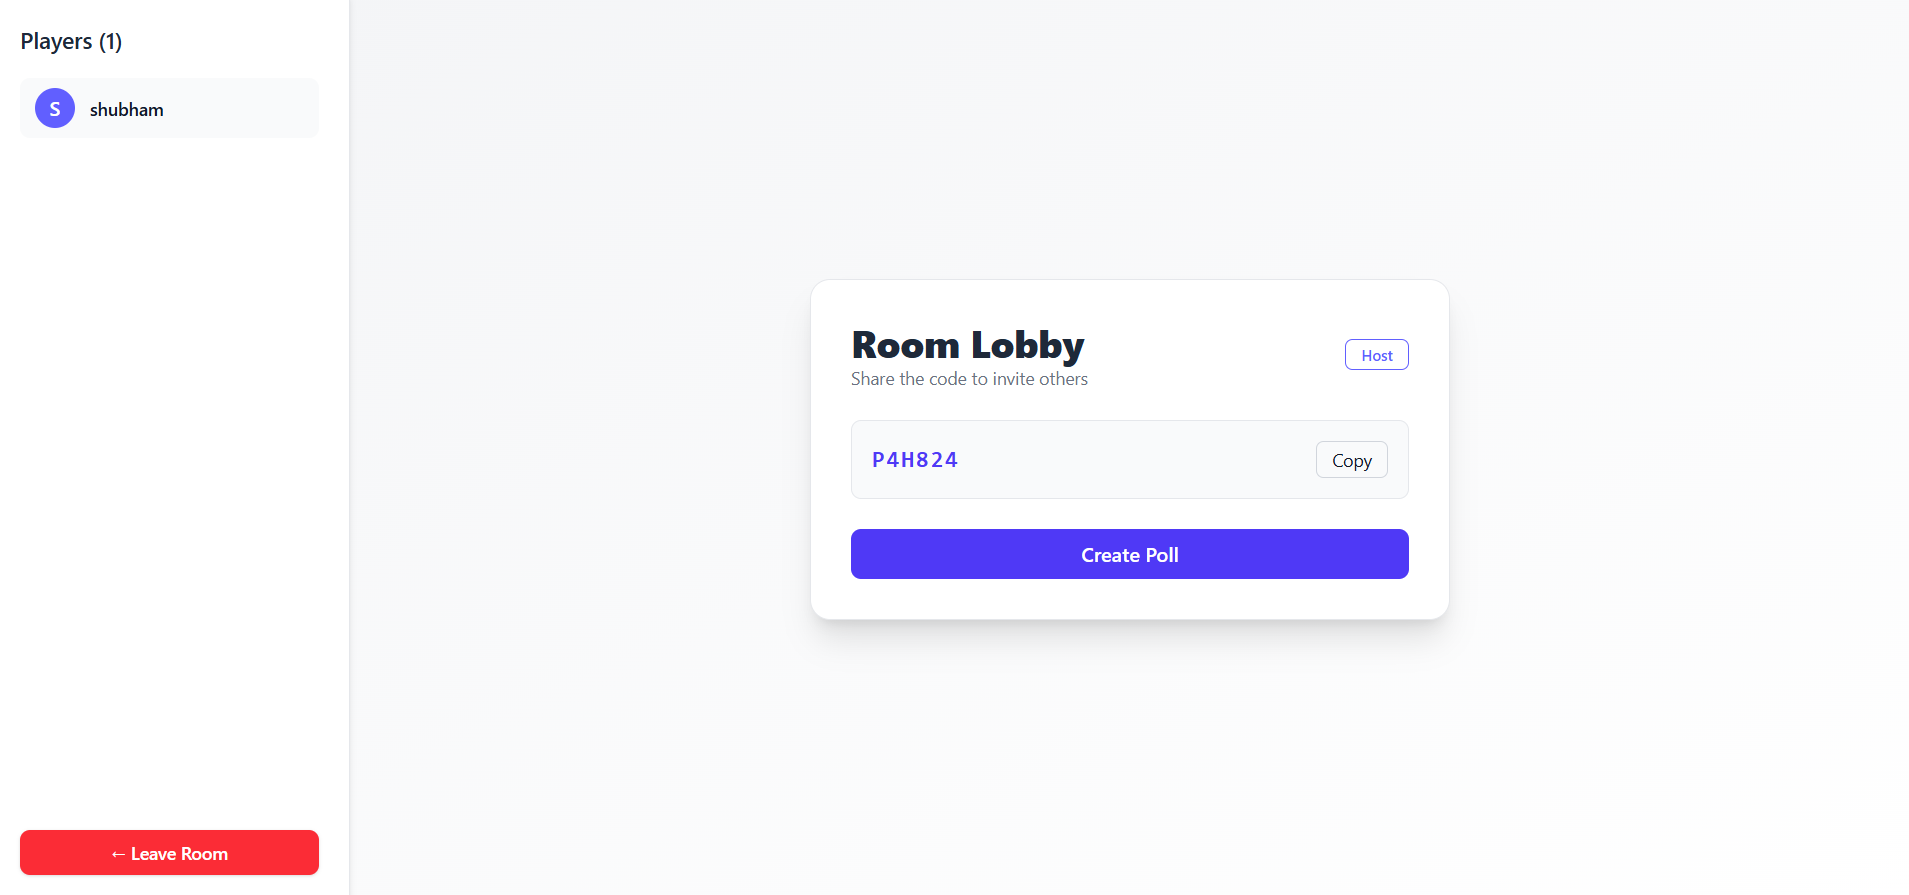 Players (1)
S
shubham
← Leave Room
Room Lobby
Share the code to invite others
Host
P4H824
Copy
Create Poll